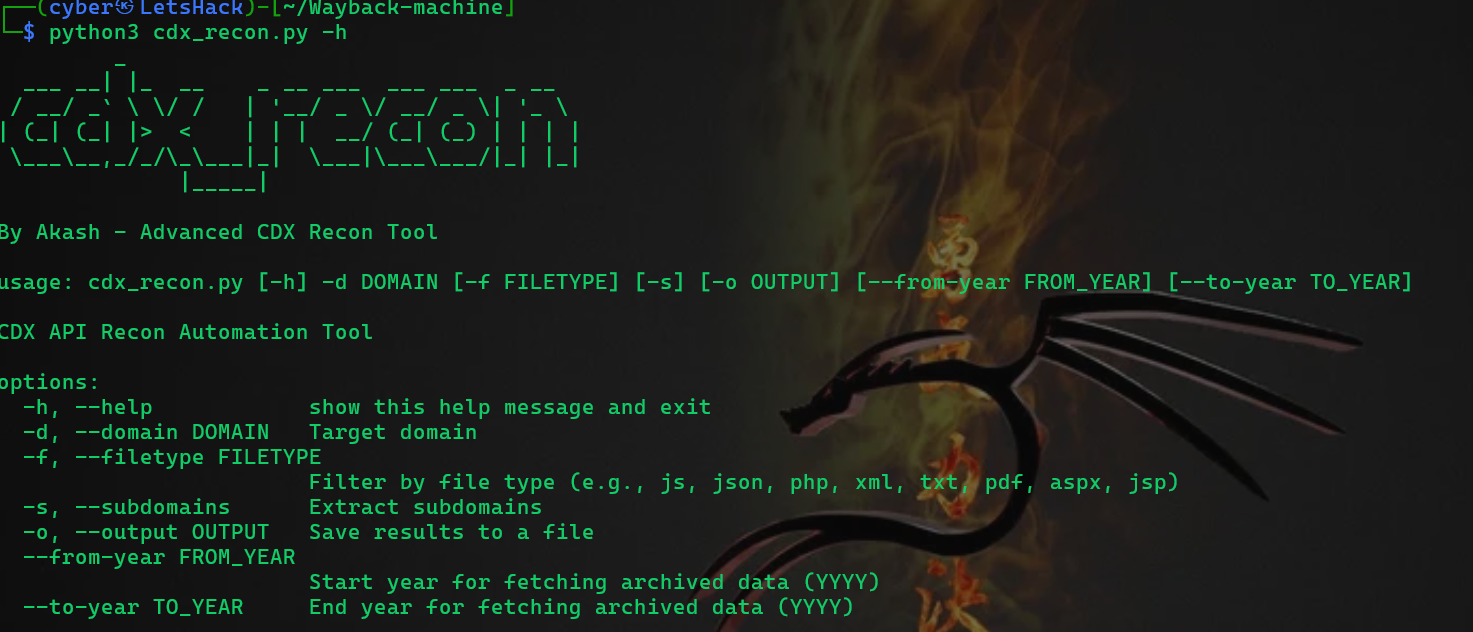 ┌──(cyber㉿LetsHack)-[~/Wayback-machine]
└─$ python3 cdx_recon.py -h
cdx_recon
By Akash - Advanced CDX Recon Tool
usage: cdx_recon.py [-h] -d DOMAIN [-f FILETYPE] [-s] [-o OUTPUT] [--from-year FROM_YEAR] [--to-year TO_YEAR]
CDX API Recon Automation Tool
options:
-h, --help            show this help message and exit
-d, --domain DOMAIN   Target domain
-f, --filetype FILETYPE
Filter by file type (e.g., js, json, php, xml, txt, pdf, aspx, jsp)
-s, --subdomains      Extract subdomains
-o, --output OUTPUT   Save results to a file
--from-year FROM_YEAR
Start year for fetching archived data (YYYY)
--to-year TO_YEAR     End year for fetching archived data (YYYY)